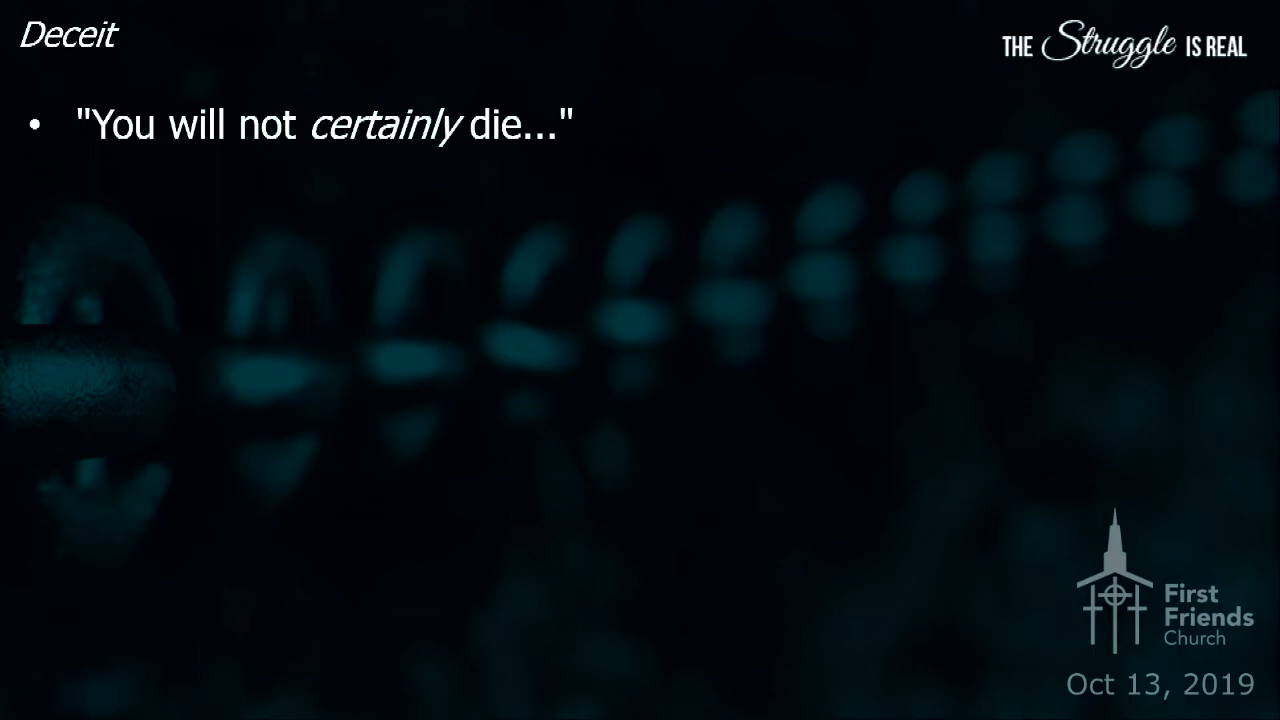 Deceit
THE Struggle IS REAL
• "You will not certainly die..."
First
Friends
Church
Oct 13, 2019